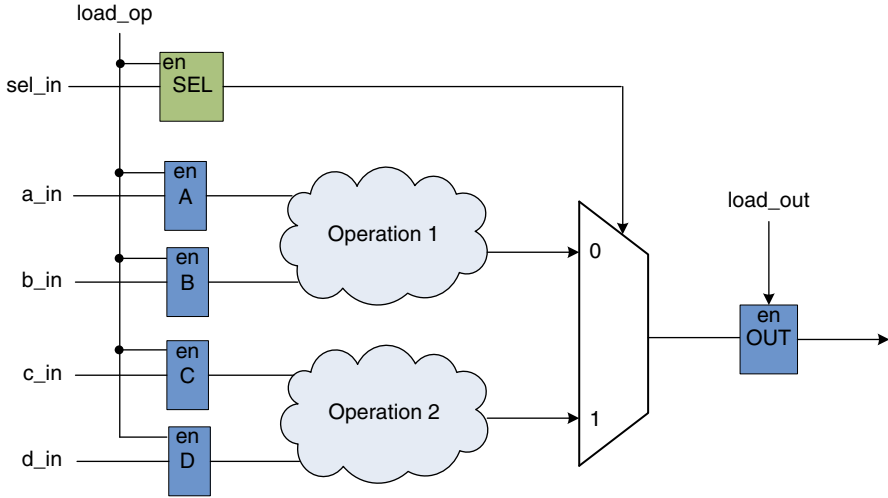 load_op
en
sel_in
SEL
en
a_in
A
Operation 1
load_out
0
en
b_in
B
en
OUT
en
c_in
C
Operation 2
1
en
d_in
D